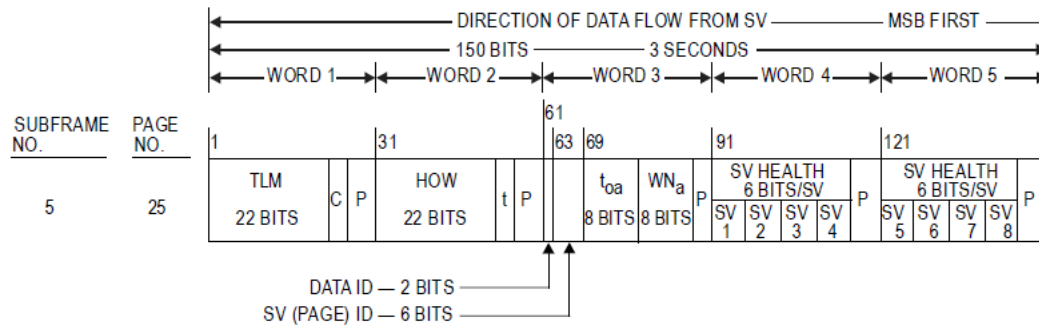 DIRECTION OF DATA FLOW FROM SV MSB FIRST
150 BITS 3 SECONDS
WORD 1 WORD 2 WORD 3 WORD 4 WORD 5
SUBFRAME NO. PAGE NO.
1 31 61 63 69 91 121
5 25
TLM 22 BITS C P HOW 22 BITS t P
toa 8 BITS WNa 8 BITS P
SV HEALTH 6 BITS/SV
SV 1 SV 2 SV 3 SV 4 P
SV HEALTH 6 BITS/SV
SV 5 SV 6 SV 7 SV 8 P
DATA ID — 2 BITS
SV (PAGE) ID — 6 BITS